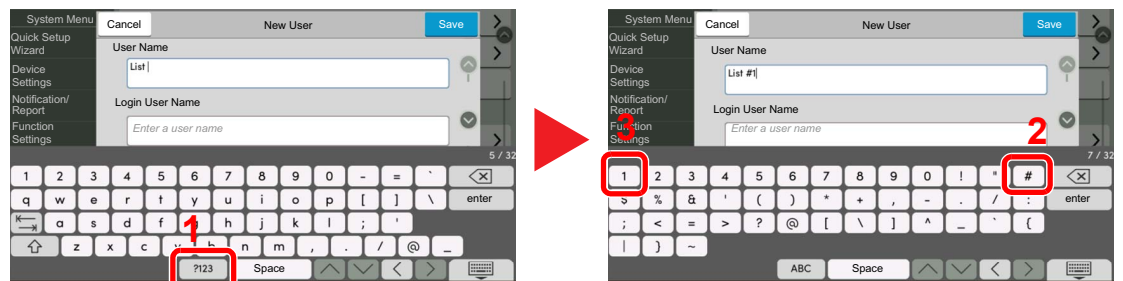 System Menu
Cancel
New User
Save
Quick Setup
Wizard
User Name
Device
Settings
List
Notification/
Report
Login User Name
Function
Settings
Enter a user name
5 / 32
1 2 3 4 5 6 7 8 9 0 - = `
q w e r t y u i o p [ ] \ enter
a s d f g h j k l ; '
1
z x c v b n m , . / @ _
?123 Space
System Menu
Cancel
New User
Save
Quick Setup
Wizard
User Name
Device
Settings
List #1
Notification/
Report
Login User Name
Function
Settings
Enter a user name
3
2
7 / 32
1 2 3 4 5 6 7 8 9 0 ! " #
$ % & ' ( ) * + , - . / : enter
; < = > ? @ [ \ ] ^ _ ` {
| } ~
ABC Space